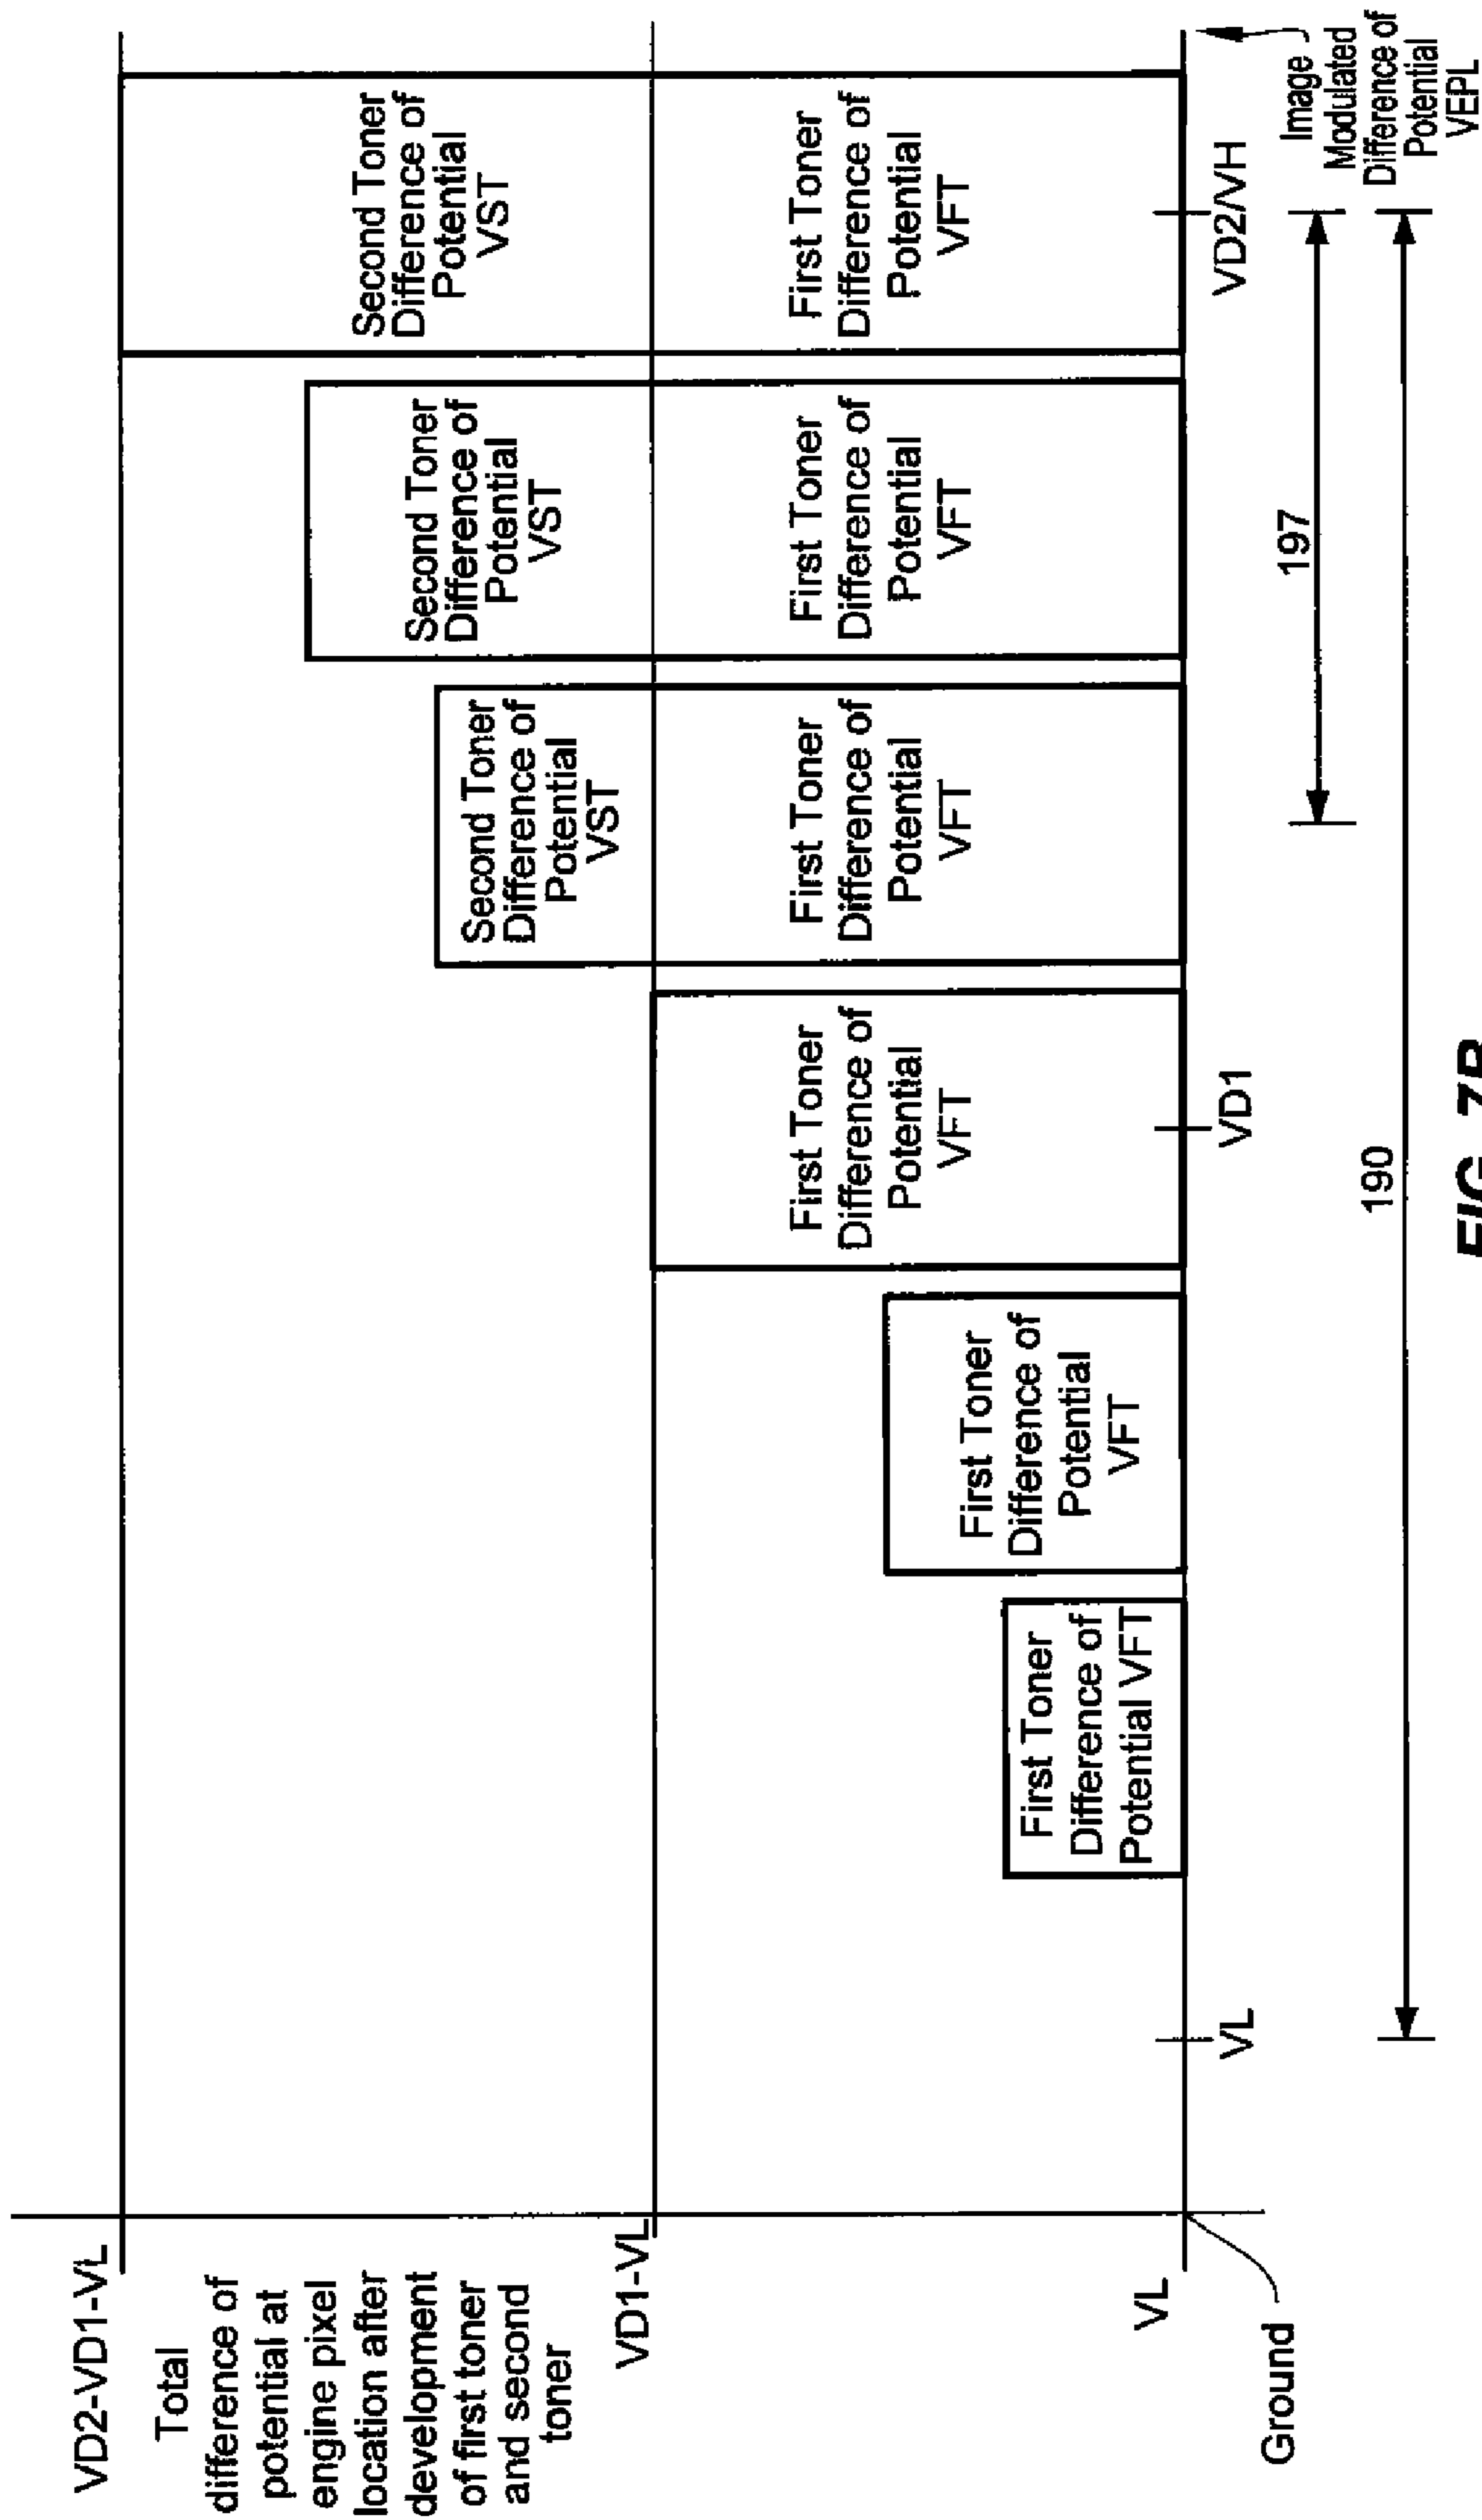 VD2-VD1-VL
Total
difference of
potential at
engine pixel
location after
development
of first toner
and second
toner
VD1-VL
VL
Ground
First Toner
Difference of
Potential VFT
First Toner
Difference of
Potential
VFT
First Toner
Difference of
Potential
VFT
Second Toner
Difference of
Potential
VST
First Toner
Difference of
Potential
VFT
Second Toner
Difference of
Potential
VST
First Toner
Difference of
Potential
VFT
Second Toner
Difference of
Potential
VST
First Toner
Difference of
Potential
VFT
VL
VD1
VD2/VH
Image
Modulated
Difference of
Potential
VEPL
197
190
FIG. 7B